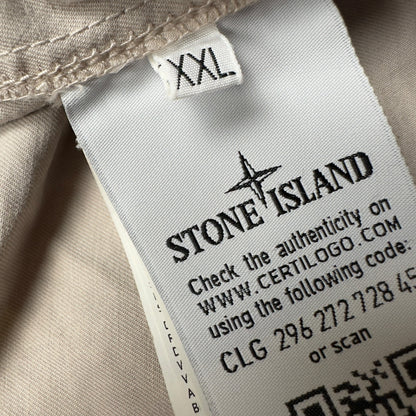 XXL
STONE ISLAND
Check the authenticity on
WWW.CERTILOGO.COM
using the following code:
CLG 296 272 728 45
or scan